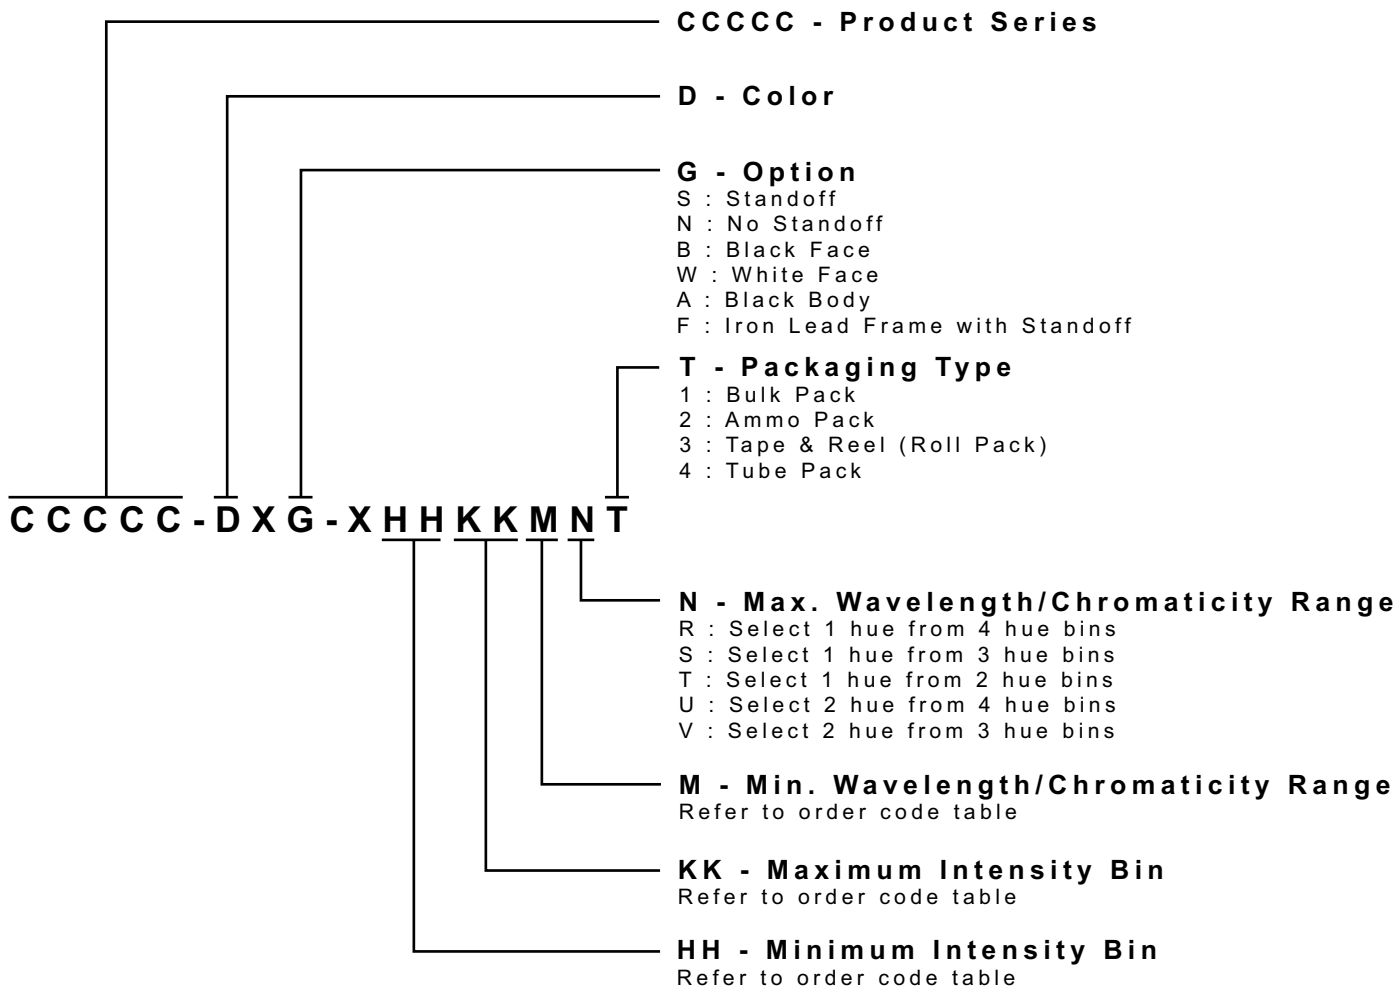 CCCCC - Product Series
D - Color
G - Option
S : Standoff
N : No Standoff
B : Black Face
W : White Face
A : Black Body
F : Iron Lead Frame with Standoff
T - Packaging Type
1 : Bulk Pack
2 : Ammo Pack
3 : Tape & Reel (Roll Pack)
4 : Tube Pack
CCCCC-DXG-XHHKKMNT
N - Max. Wavelength/Chromaticity Range
R : Select 1 hue from 4 hue bins
S : Select 1 hue from 3 hue bins
T : Select 1 hue from 2 hue bins
U : Select 2 hue from 4 hue bins
V : Select 2 hue from 3 hue bins
M - Min. Wavelength/Chromaticity Range
Refer to order code table
KK - Maximum Intensity Bin
Refer to order code table
HH - Minimum Intensity Bin
Refer to order code table